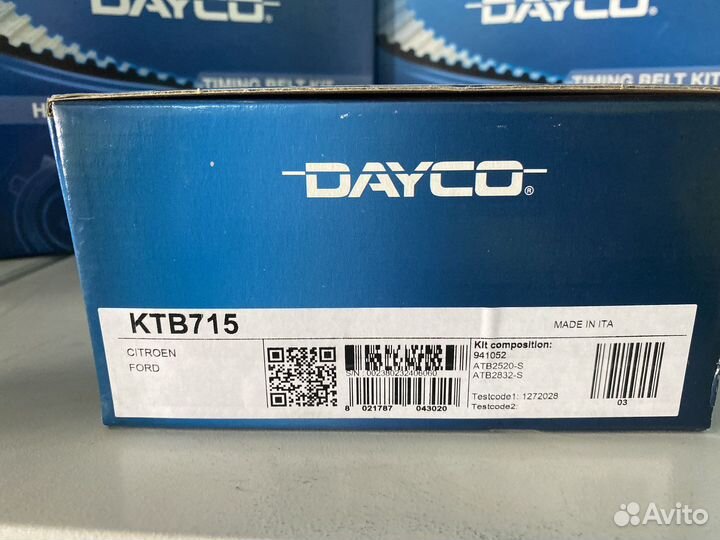 DAYCO®
DAYCO®
TIMING BELT KIT
TIMING BELT KIT
DAYCO®
KTB715
MADE IN ITA
CITROEN
FORD
S/N : 002380232406060
8 021787 043020
Kit composition:
941052
ATB2520-S
ATB2832-S
Testcode1: 1272028
Testcode2:
03
Avito